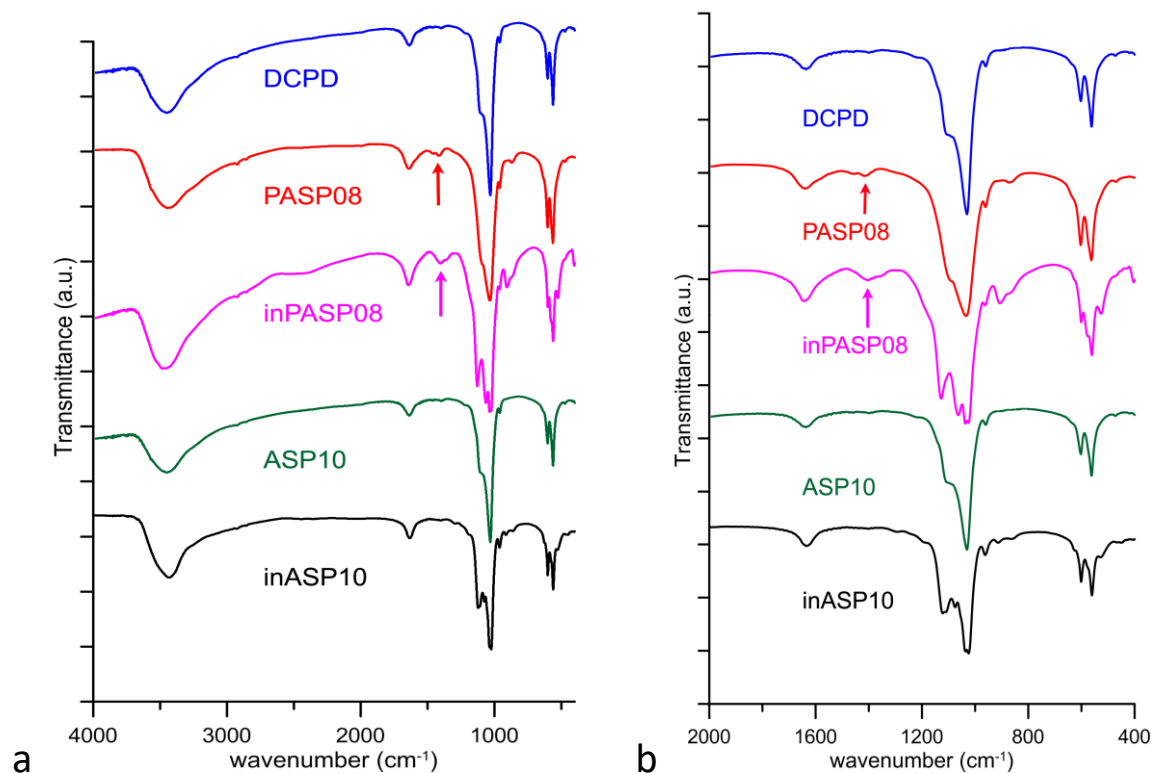 Transmittance (a.u.)
DCPD
PASP08
inPASP08
ASP10
inASP10
4000
3000
2000
1000
wavenumber (cm⁻¹)
a
Transmittance (a.u.)
DCPD
PASP08
inPASP08
ASP10
inASP10
2000
1600
1200
800
400
wavenumber (cm⁻¹)
b